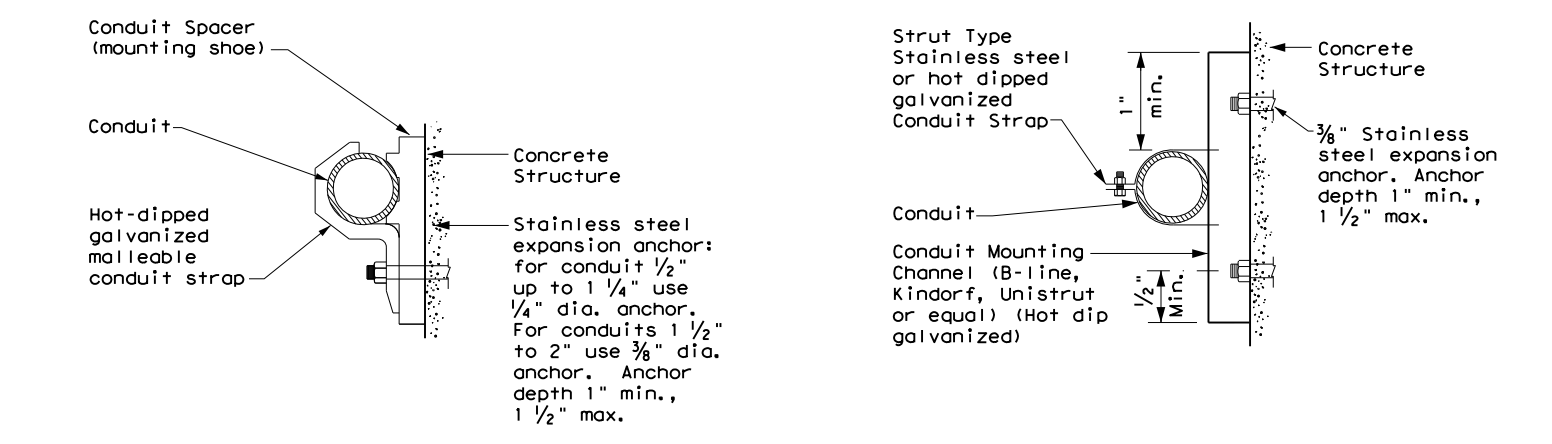 Conduit Spacer
(mounting shoe)
Conduit
Hot-dipped
galvanized
malleable
conduit strap
Concrete
Structure
Stainless steel
expansion anchor:
for conduit ½"
up to 1 ¼" use
¼" dia. anchor.
For conduits 1 ½"
to 2" use ⅜" dia.
anchor. Anchor
depth 1" min.,
1 ½" max.
Strut Type
Stainless steel
or hot dipped
galvanized
Conduit Strap
Conduit
Conduit Mounting
Channel (B-line,
Kindorf, Unistrut
or equal) (Hot dip
galvanized)
1"
min.
½"
Min.
Concrete
Structure
⅜" Stainless
steel expansion
anchor. Anchor
depth 1" min.,
1 ½" max.